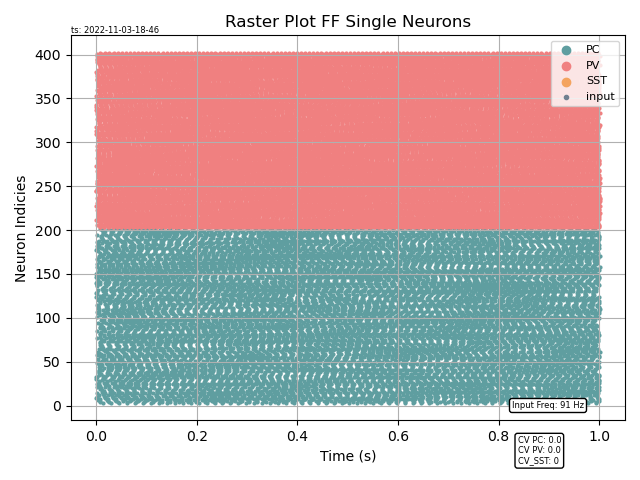 Raster Plot FF Single Neurons
ts: 2022-11-03-18-46
PC
PV
SST
input
Neuron Indicies
400
350
300
250
200
150
100
50
0
Input Freq: 91 Hz
0.0 0.2 0.4 0.6 0.8 1.0
Time (s)
CV PC: 0.0
CV PV: 0.0
CV_SST: 0